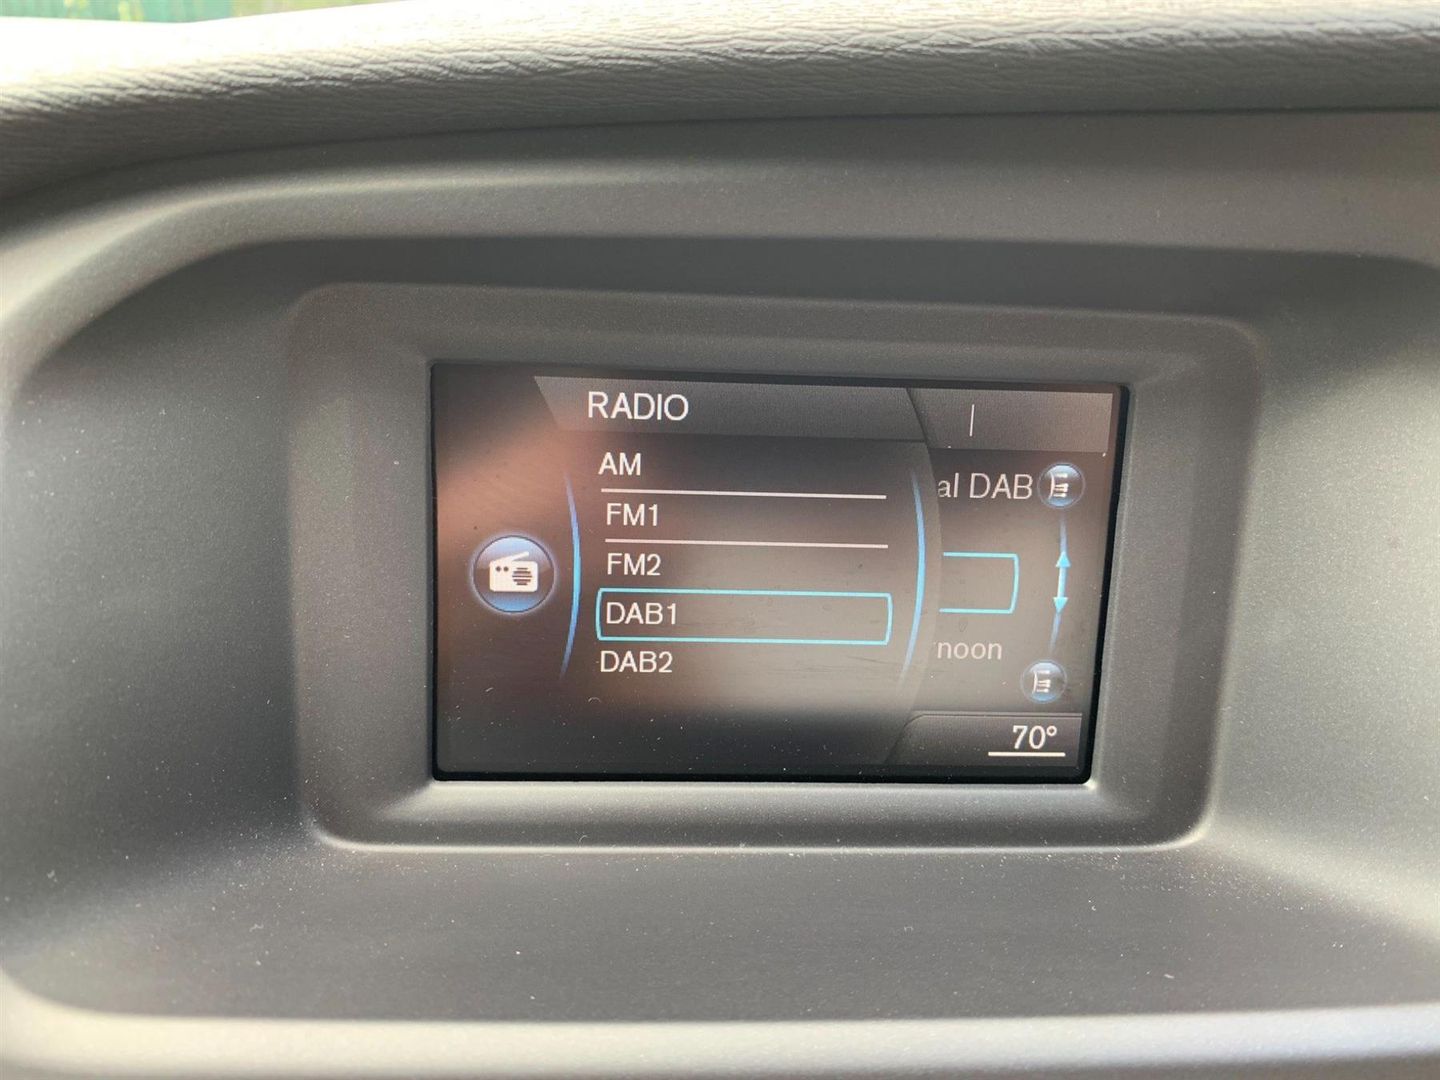 RADIO
AM
FM1
FM2
DAB1
DAB2
al DAB
noon
70°